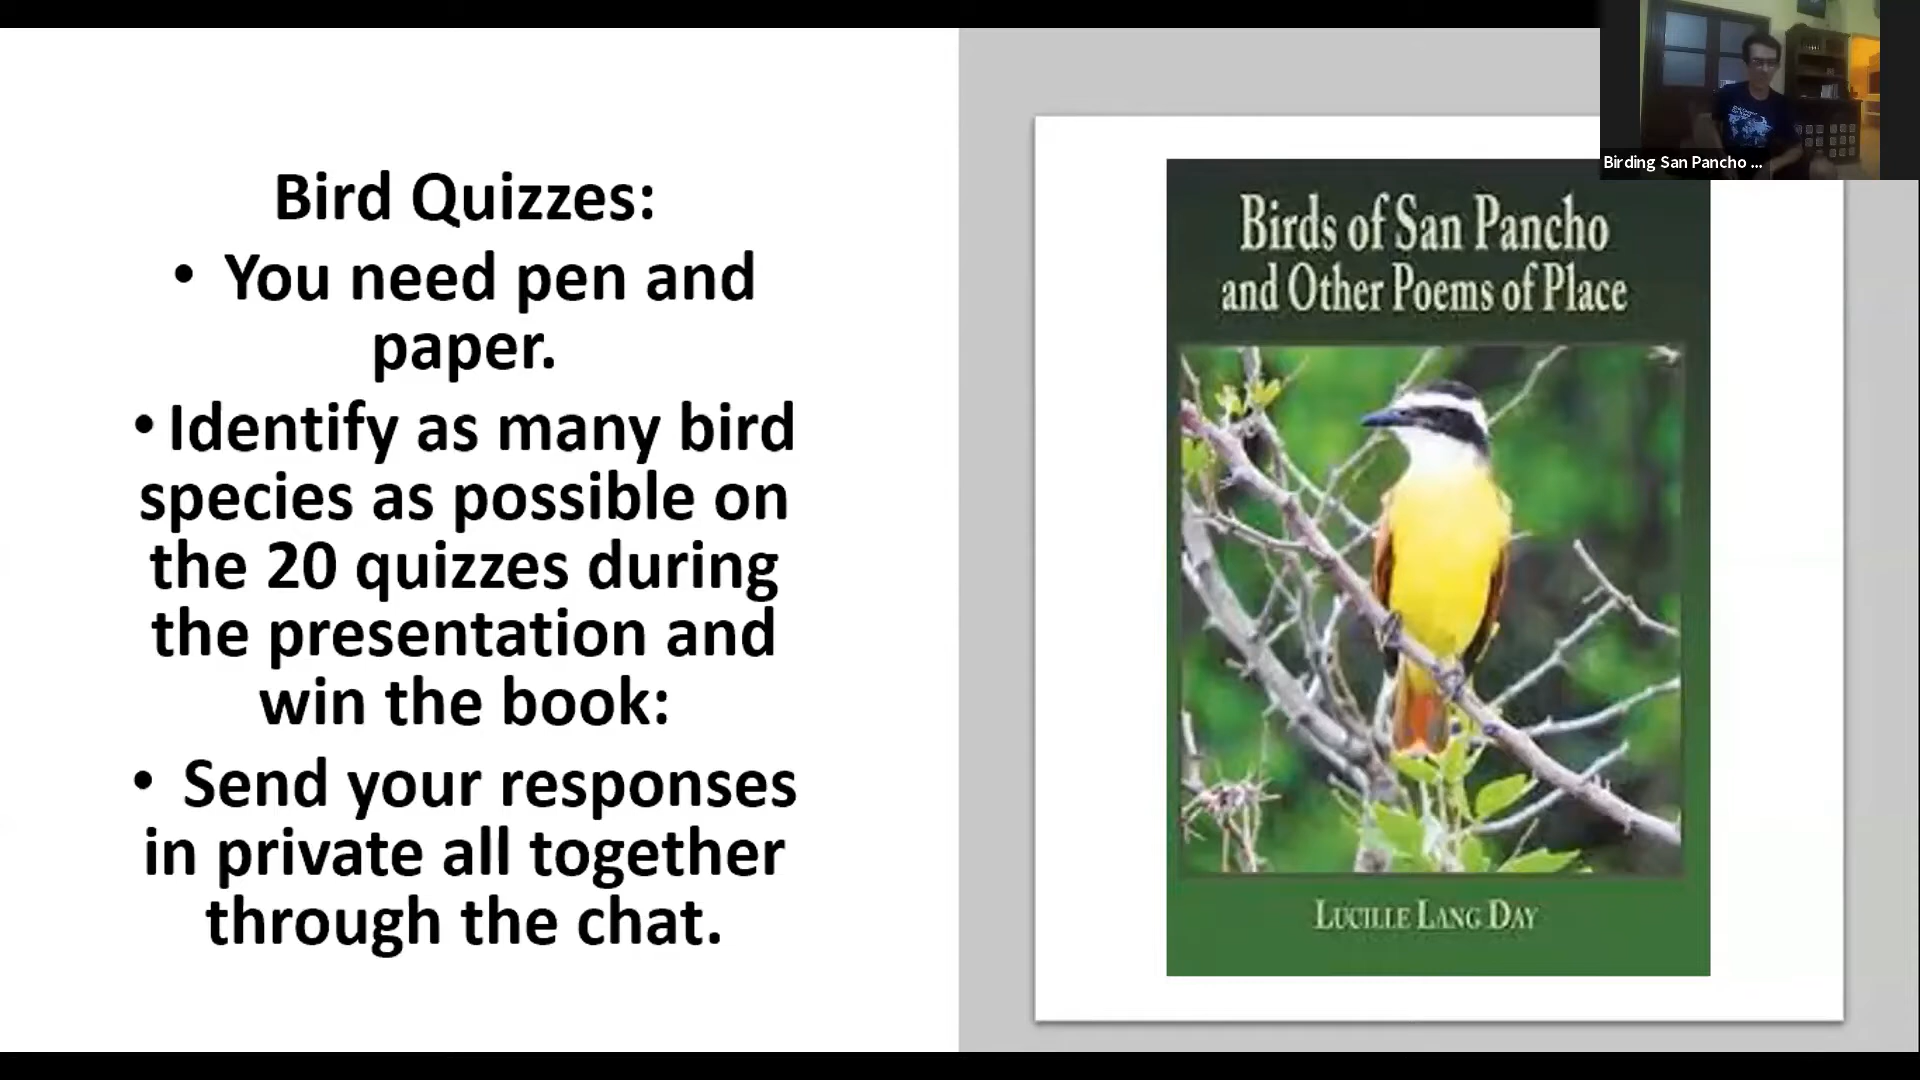 Bird Quizzes:
• You need pen and
paper.
• Identify as many bird
species as possible on
the 20 quizzes during
the presentation and
win the book:
• Send your responses
in private all together
through the chat.
Birds of San Pancho
and Other Poems of Place
LUCILLE LANG DAY
Birding San Pancho ...